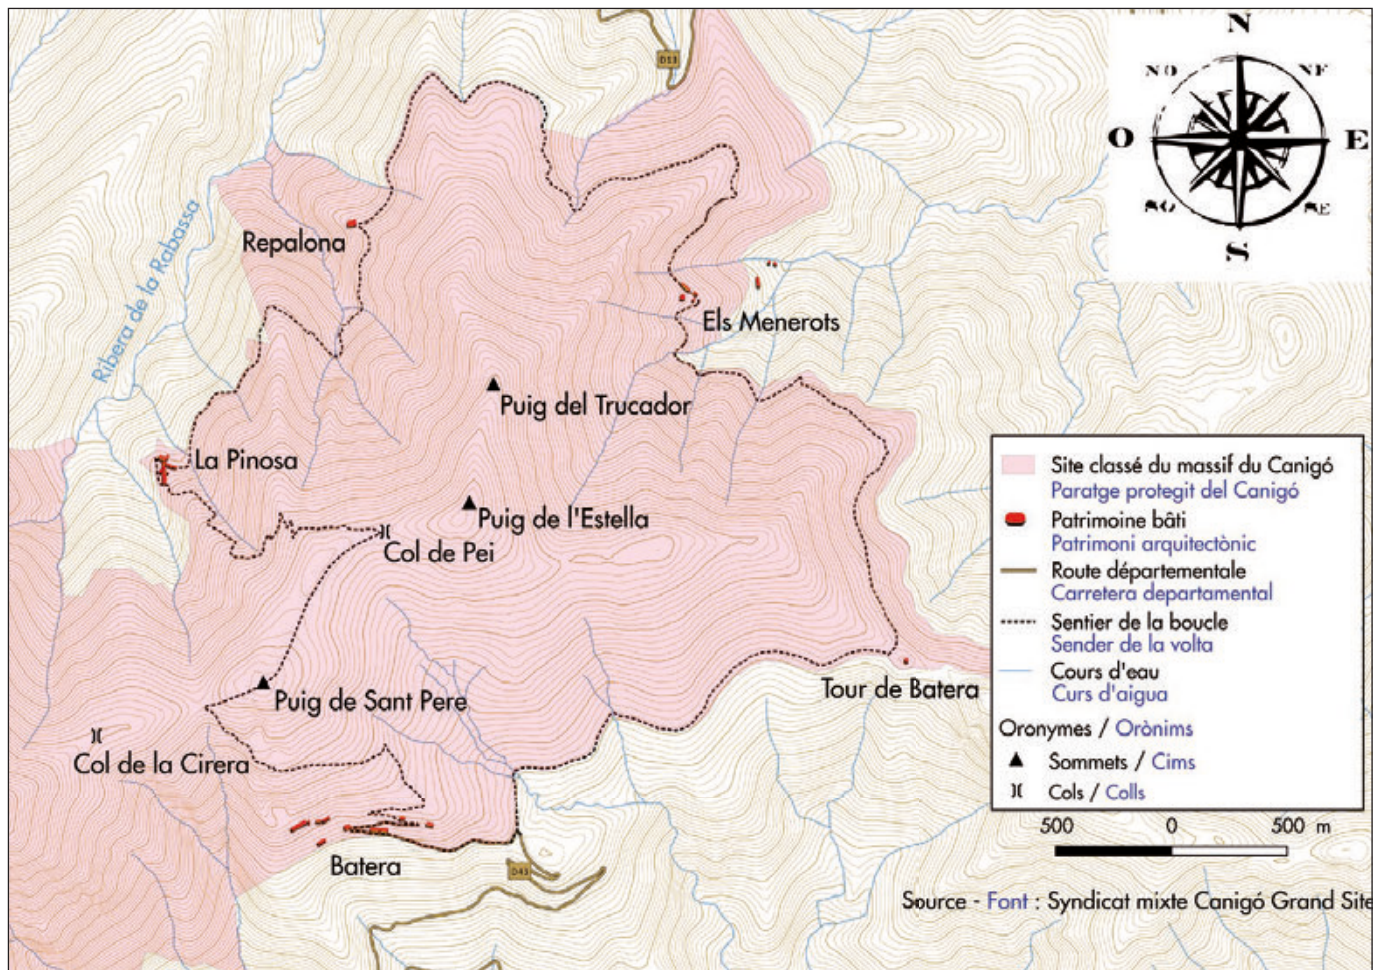 N
NO
NE
O
E
SO
SE
S
D13
Repalona
Ribera de la Rabassa
Els Menerots
Puig del Trucador
La Pinosa
Puig de l'Estella
Col de Pei
Puig de Sant Pere
Tour de Batera
Col de la Cirera
Batera
D43
Site classé du massif du Canigó
Paratge protegit del Canigó
Patrimoine bâti
Patrimoni arquitectònic
Route départementale
Carretera departamental
Sentier de la boucle
Sender de la volta
Cours d'eau
Curs d'aigua
Oronymes / Orònims
Sommets / Cims
Cols / Colls
500 0 500 m
Source - Font : Syndicat mixte Canigó Grand Site